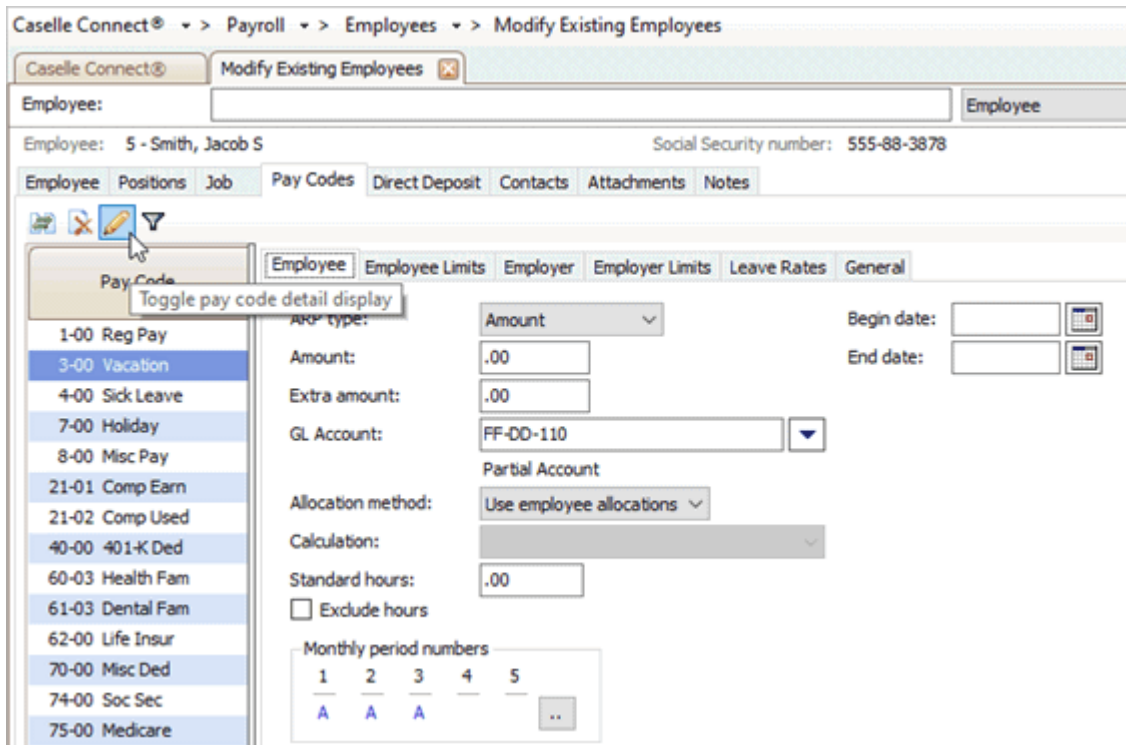 Caselle Connect® > Payroll > Employees > Modify Existing Employees
Caselle Connect® Modify Existing Employees
Employee: Employee
Employee: 5 - Smith, Jacob S Social Security number: 555-88-3878
Employee Positions Job Pay Codes Direct Deposit Contacts Attachments Notes
Pay Code
Toggle pay code detail display
Employee Employee Limits Employer Employer Limits Leave Rates General
1-00 Reg Pay
3-00 Vacation
4-00 Sick Leave
7-00 Holiday
8-00 Misc Pay
21-01 Comp Earn
21-02 Comp Used
40-00 401-K Ded
60-03 Health Fam
61-03 Dental Fam
62-00 Life Insur
70-00 Misc Ded
74-00 Soc Sec
75-00 Medicare
ARP type: Amount Begin date:
Amount: .00 End date:
Extra amount: .00
GL Account: FF-DD-110
Partial Account
Allocation method: Use employee allocations
Calculation:
Standard hours: .00
Exclude hours
Monthly period numbers
1 2 3 4 5
A A A ..